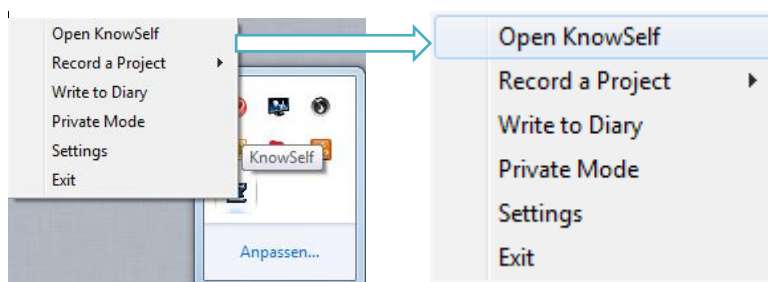 Open KnowSelf
Record a Project
Write to Diary
Private Mode
Settings
Exit
KnowSelf
Anpassen...
Open KnowSelf
Record a Project
Write to Diary
Private Mode
Settings
Exit